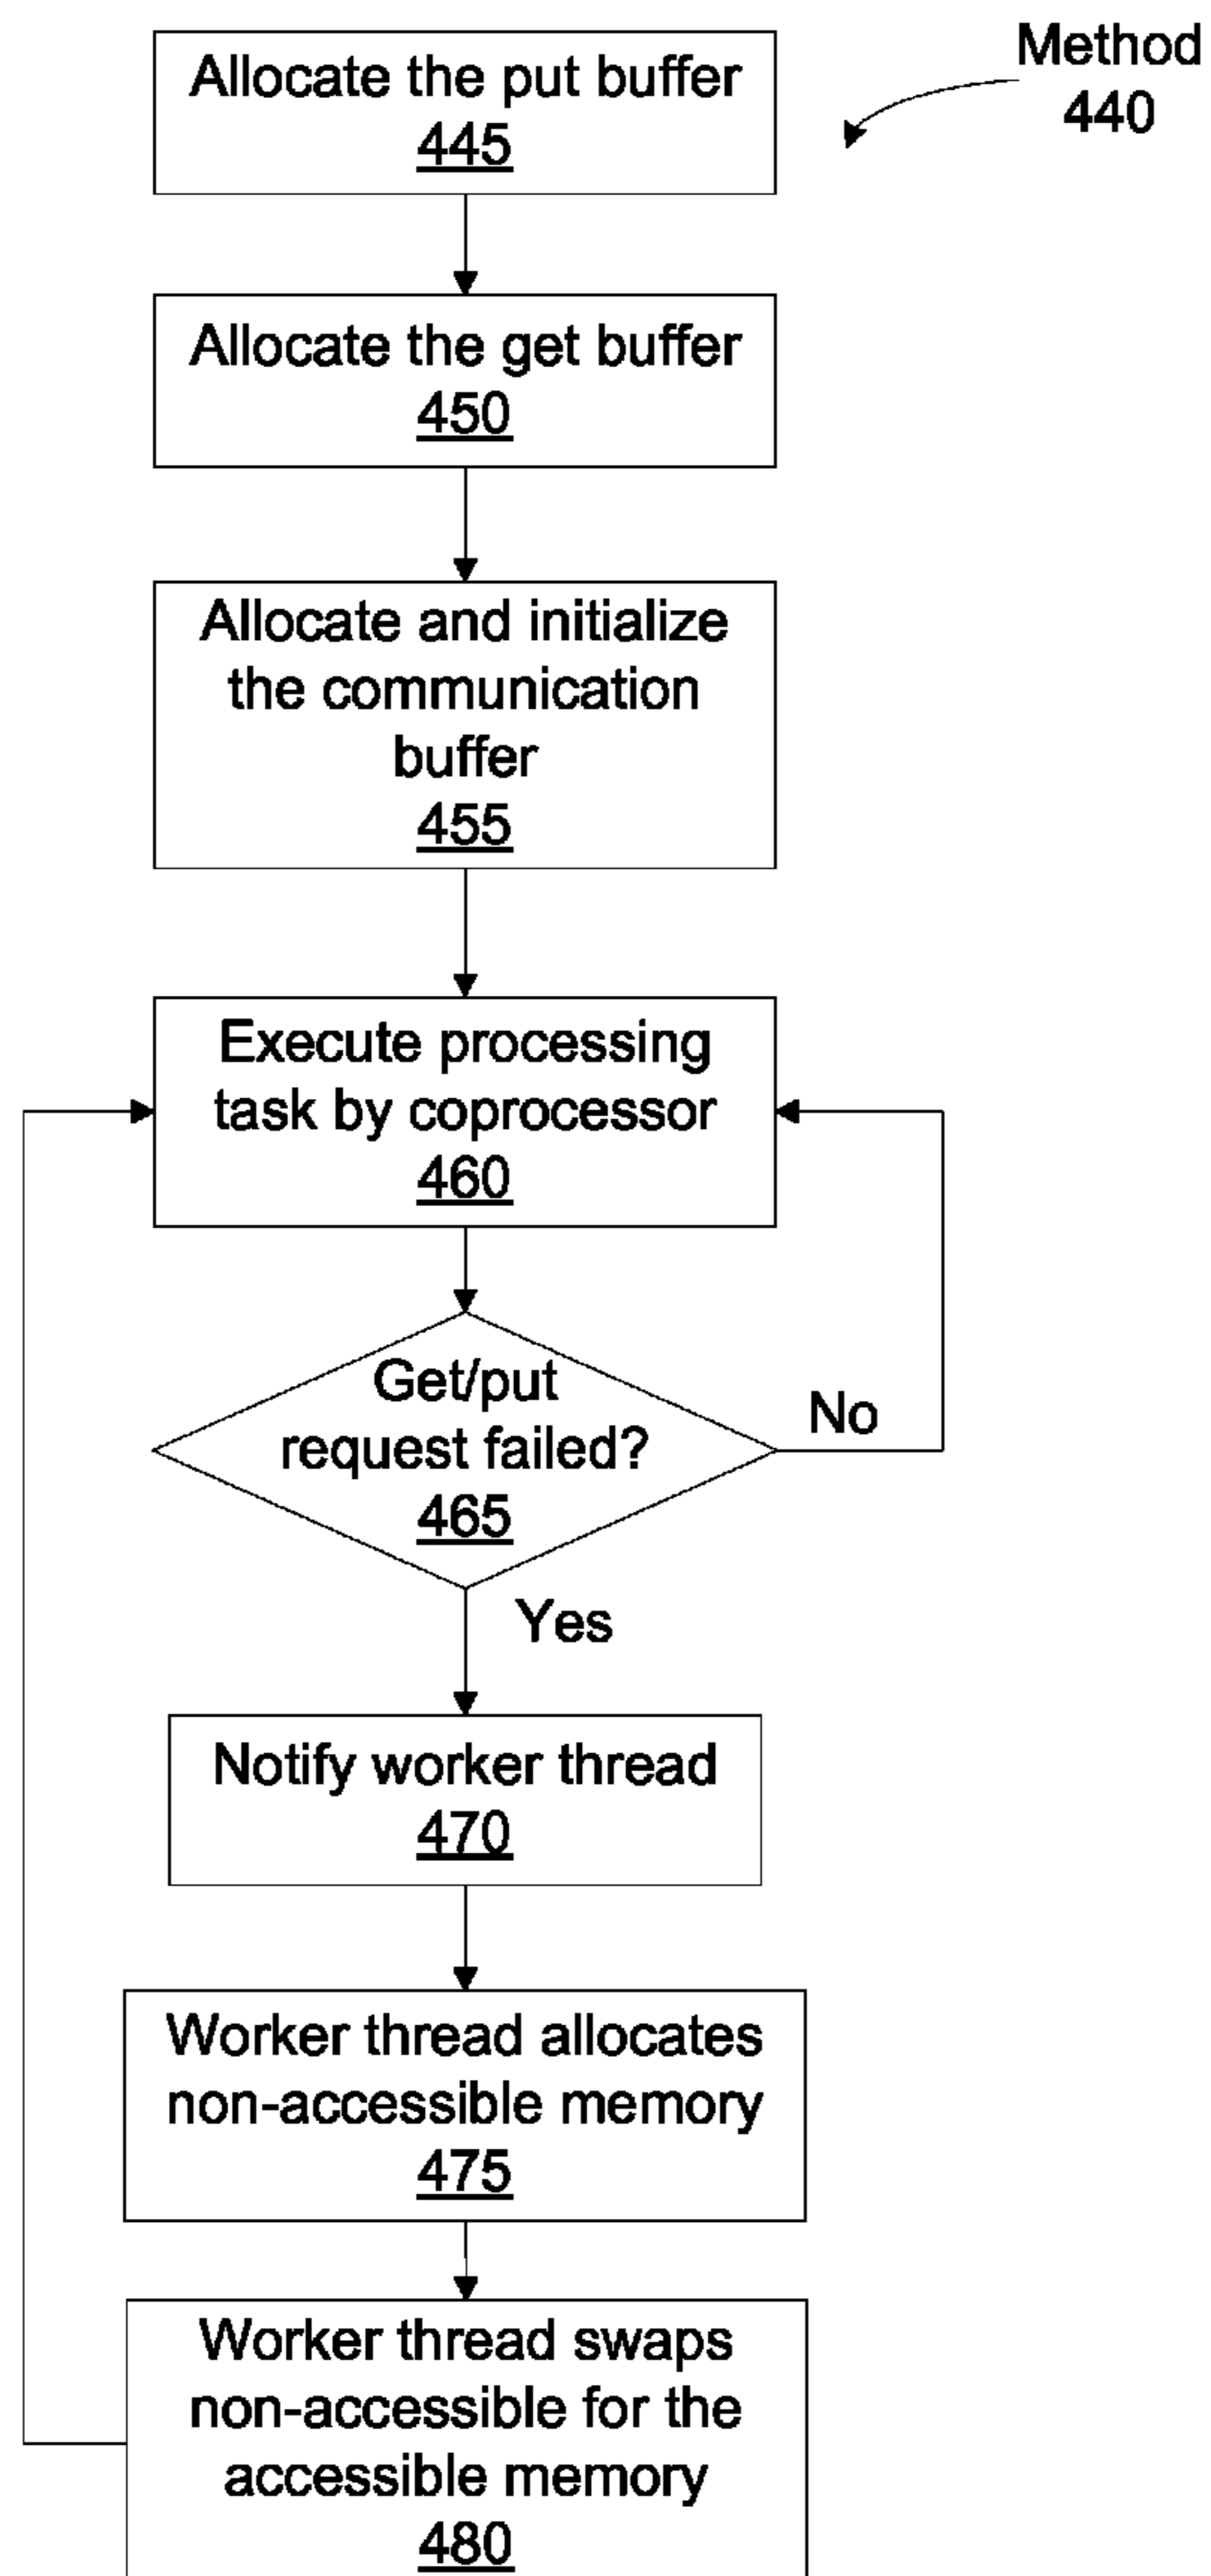 Allocate the put buffer
445
Method
440
Allocate the get buffer
450
Allocate and initialize
the communication
buffer
455
Execute processing
task by coprocessor
460
Get/put
request failed?
465
No
Yes
Notify worker thread
470
Worker thread allocates
non-accessible memory
475
Worker thread swaps
non-accessible for the
accessible memory
480